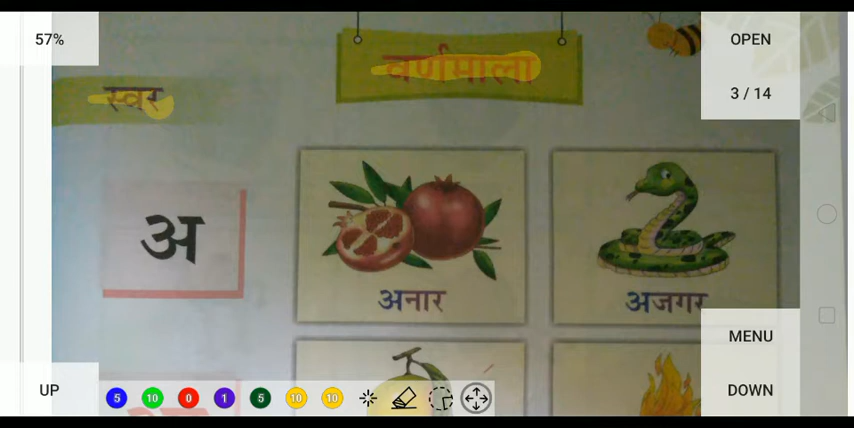 57%
OPEN
वर्णमाला
3 / 14
स्वर
अ
अनार
अजगर
MENU
UP
DOWN
5 10 0 1 5 10 10